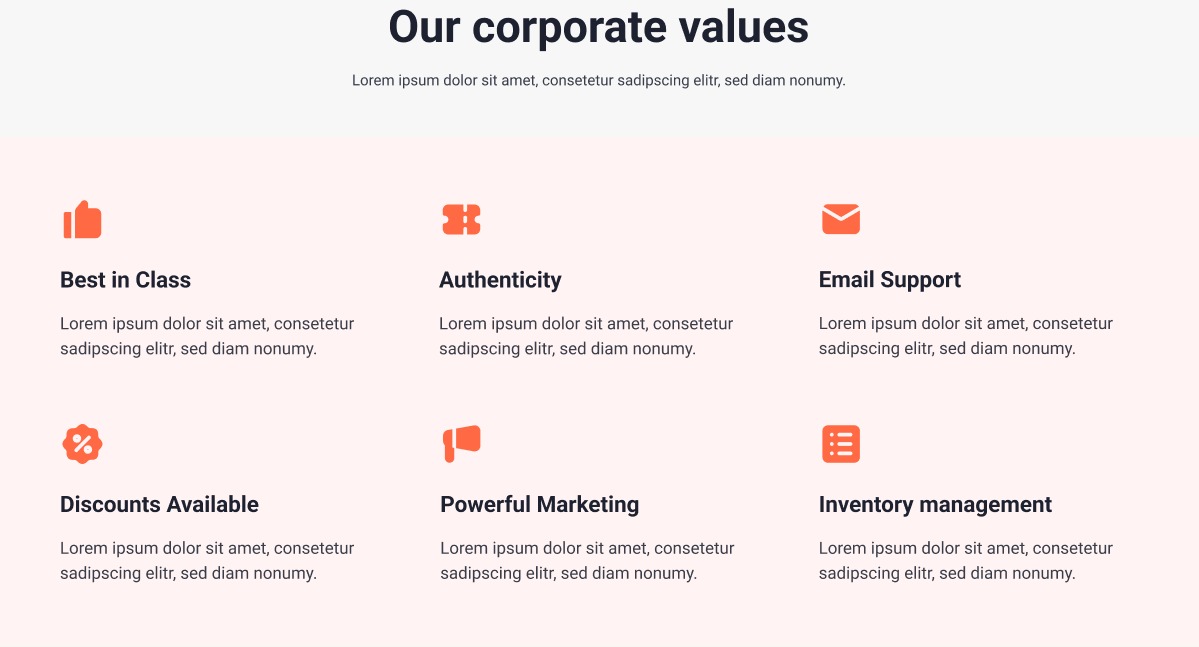 Our corporate values
Lorem ipsum dolor sit amet, consetetur sadipscing elitr, sed diam nonumy.
Best in Class
Lorem ipsum dolor sit amet, consetetur
sadipscing elitr, sed diam nonumy.
Authenticity
Lorem ipsum dolor sit amet, consetetur
sadipscing elitr, sed diam nonumy.
Email Support
Lorem ipsum dolor sit amet, consetetur
sadipscing elitr, sed diam nonumy.
Discounts Available
Lorem ipsum dolor sit amet, consetetur
sadipscing elitr, sed diam nonumy.
Powerful Marketing
Lorem ipsum dolor sit amet, consetetur
sadipscing elitr, sed diam nonumy.
Inventory management
Lorem ipsum dolor sit amet, consetetur
sadipscing elitr, sed diam nonumy.